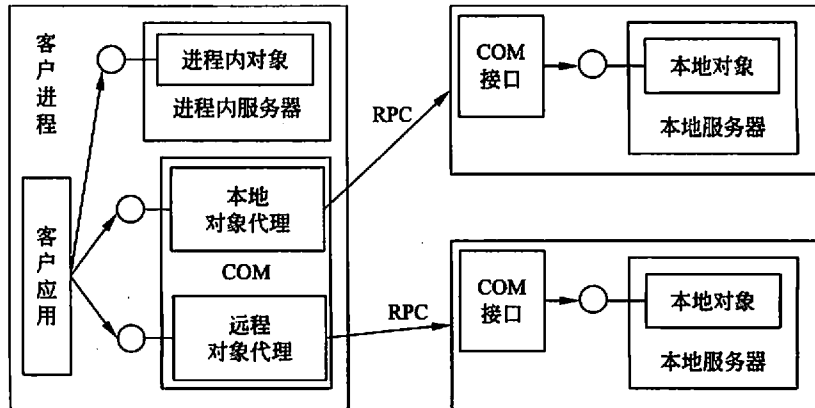 客户进程
进程内对象
进程内服务器
客户应用
本地
对象代理
COM
远程
对象代理
RPC
COM
接口
本地对象
本地服务器
RPC
COM
接口
本地对象
本地服务器